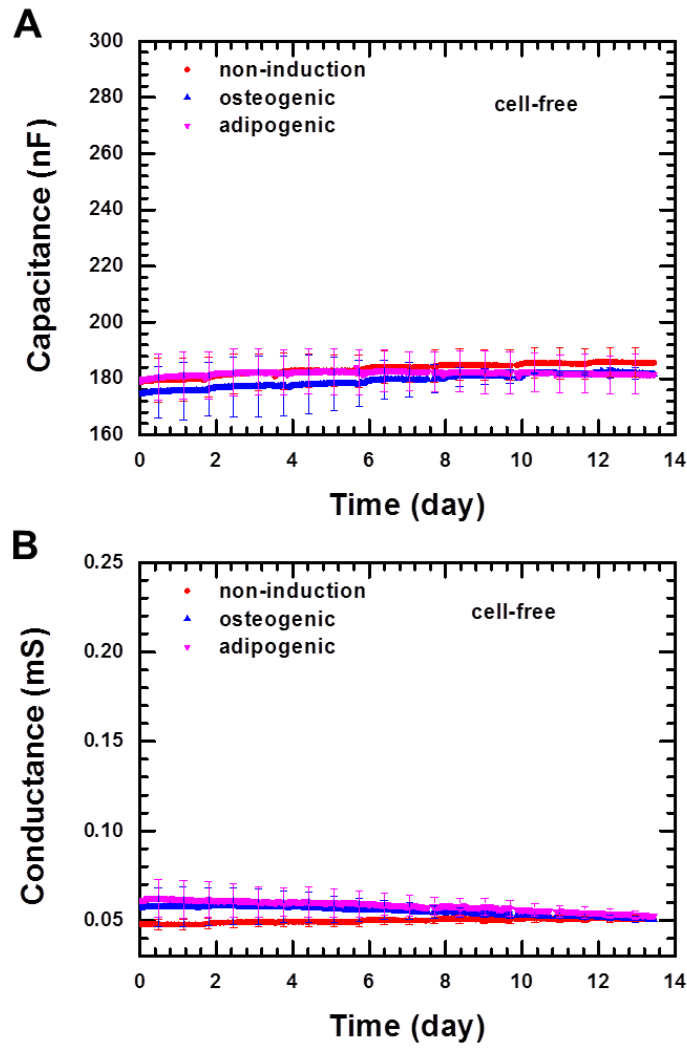 A
300
280
260
240
220
200
180
160
Capacitance (nF)
non-induction
osteogenic
adipogenic
cell-free
0 2 4 6 8 10 12 14
Time (day)
B
0.25
0.20
0.15
0.10
0.05
Conductance (mS)
non-induction
osteogenic
adipogenic
cell-free
0 2 4 6 8 10 12 14
Time (day)